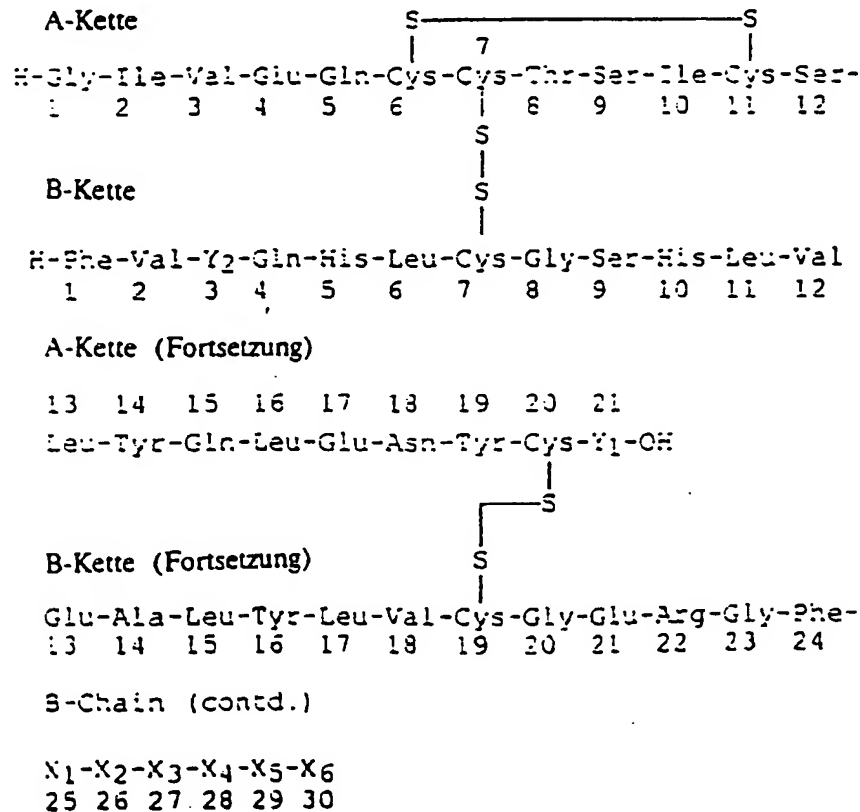 A-Kette
S S
7
H-Gly-Ile-Val-Glu-Gln-Cys-Cys-Thr-Ser-Ile-Cys-Ser-
1 2 3 4 5 6 8 9 10 11 12
S
S
B-Kette
H-Phe-Val-Y2-Gln-His-Leu-Cys-Gly-Ser-His-Leu-Val
1 2 3 4 5 6 7 8 9 10 11 12
A-Kette (Fortsetzung)
13 14 15 16 17 18 19 20 21
Leu-Tyr-Gln-Leu-Glu-Asn-Tyr-Cys-Y1-OH
S
S
B-Kette (Fortsetzung)
Glu-Ala-Leu-Tyr-Leu-Val-Cys-Gly-Glu-Arg-Gly-Phe-
13 14 15 16 17 18 19 20 21 22 23 24
B-Chain (contd.)
X1-X2-X3-X4-X5-X6
25 26 27 28 29 30